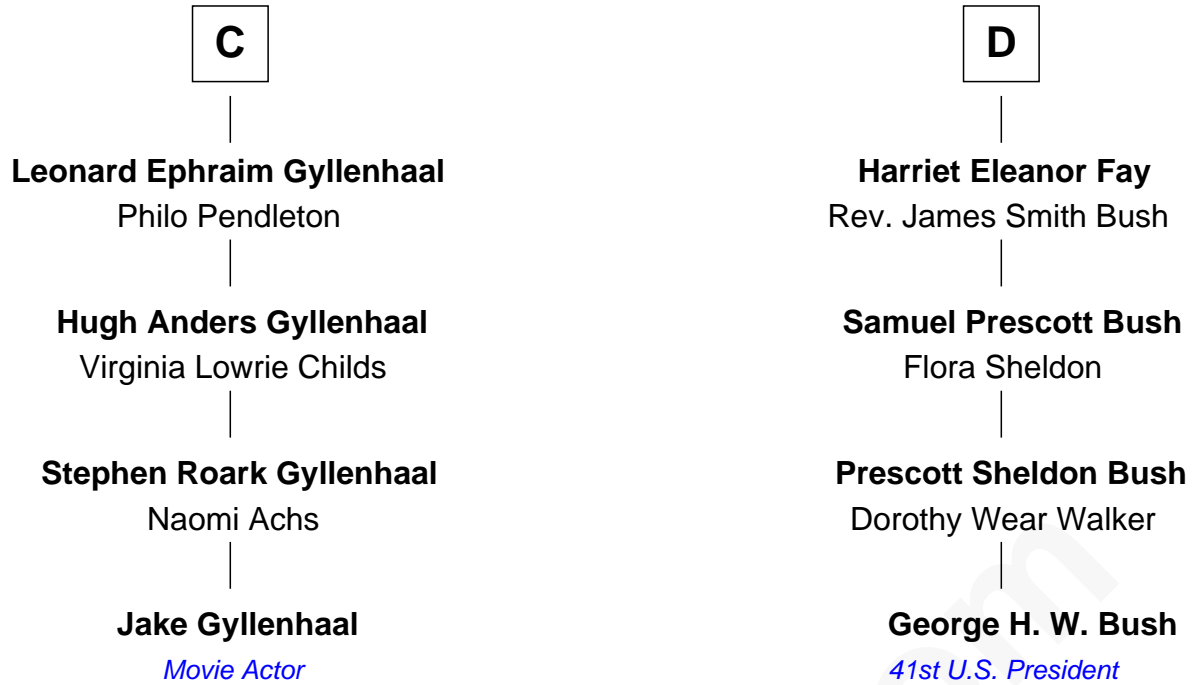 C
Leonard Ephraim Gyllenhaal
Philo Pendleton
Hugh Anders Gyllenhaal
Virginia Lowrie Childs
Stephen Roark Gyllenhaal
Naomi Achs
Jake Gyllenhaal
Movie Actor
D
Harriet Eleanor Fay
Rev. James Smith Bush
Samuel Prescott Bush
Flora Sheldon
Prescott Sheldon Bush
Dorothy Wear Walker
George H. W. Bush
41st U.S. President